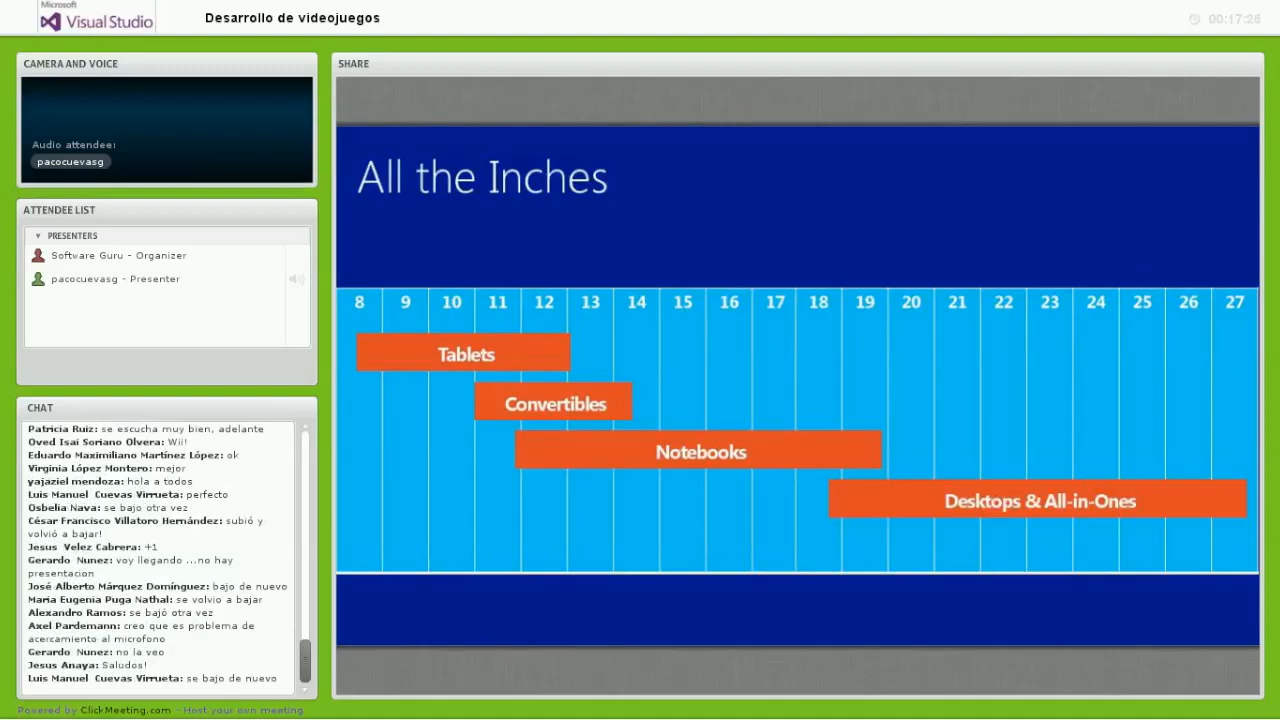 Microsoft
Visual Studio
Desarrollo de videojuegos
00:17:26
CAMERA AND VOICE
Audio attendee:
pacocuevasg
ATTENDEE LIST
PRESENTERS
Software Guru - Organizer
pacocuevasg - Presenter
CHAT
Patricia Ruiz: se escucha muy bien, adelante
Oved Isai Soriano Olvera: Wii!
Eduardo Maximiliano Martínez López: ok
Virginia López Montero: mejor
yajaziel mendoza: hola a todos
Luis Manuel Cuevas Virrueta: perfecto
Osbelia Nava: se bajo otra vez
César Francisco Villatoro Hernández: subió y
volvió a bajar!
Jesus Velez Cabrera: +1
Gerardo Nunez: voy llegando ...no hay
presentacion
José Alberto Márquez Domínguez: bajo de nuevo
Maria Eugenia Puga Nathal: se volvio a bajar
Alexandro Ramos: se bajó otra vez
Axel Pardemann: creo que es problema de
acercamiento al microfono
Gerardo Nunez: no la veo
Jesus Anaya: Saludos!
Luis Manuel Cuevas Virrueta: se bajo de nuevo
Powered by ClickMeeting.com - Host your own meeting
SHARE
All the Inches
8 9 10 11 12 13 14 15 16 17 18 19 20 21 22 23 24 25 26 27
Tablets
Convertibles
Notebooks
Desktops & All-in-Ones